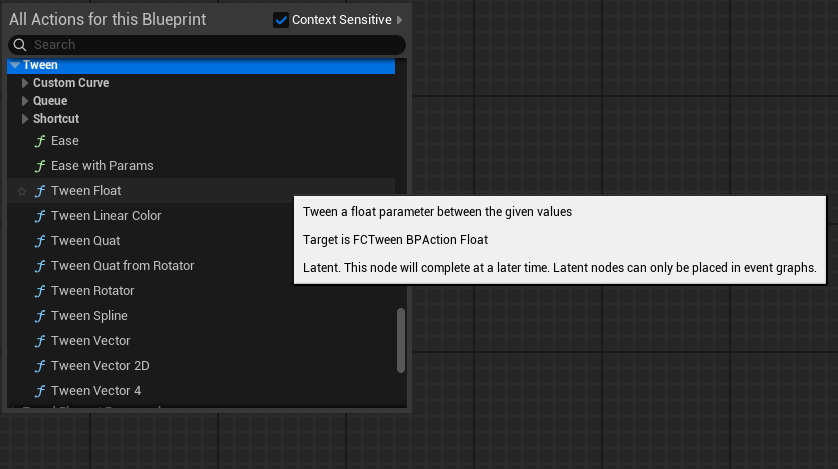 All Actions for this Blueprint
Context Sensitive
Search
Tween
Custom Curve
Queue
Shortcut
Ease
Ease with Params
Tween Float
Tween Linear Color
Tween Quat
Tween Quat from Rotator
Tween Rotator
Tween Spline
Tween Vector
Tween Vector 2D
Tween Vector 4
Tween a float parameter between the given values
Target is FCTween BPAction Float
Latent. This node will complete at a later time. Latent nodes can only be placed in event graphs.